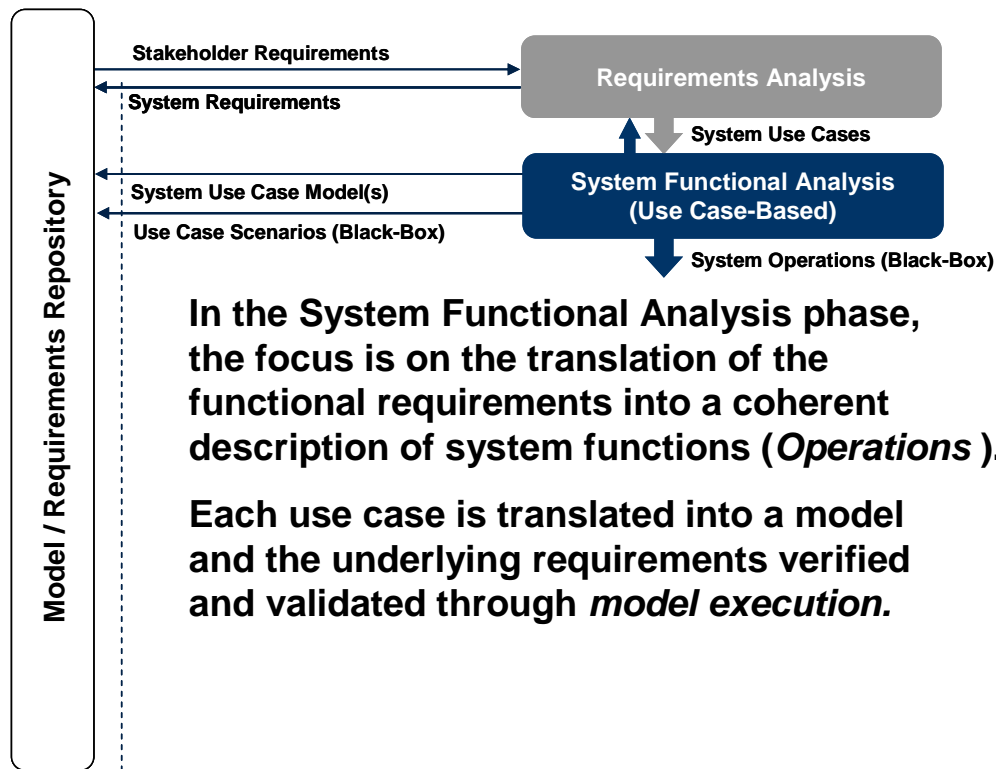 Stakeholder Requirements
Requirements Analysis
System Requirements
System Use Cases
System Functional Analysis
(Use Case-Based)
System Use Case Model(s)
Use Case Scenarios (Black-Box)
System Operations (Black-Box)
Model / Requirements Repository
In the System Functional Analysis phase,
the focus is on the translation of the
functional requirements into a coherent
description of system functions (Operations ).
Each use case is translated into a model
and the underlying requirements verified
and validated through model execution.